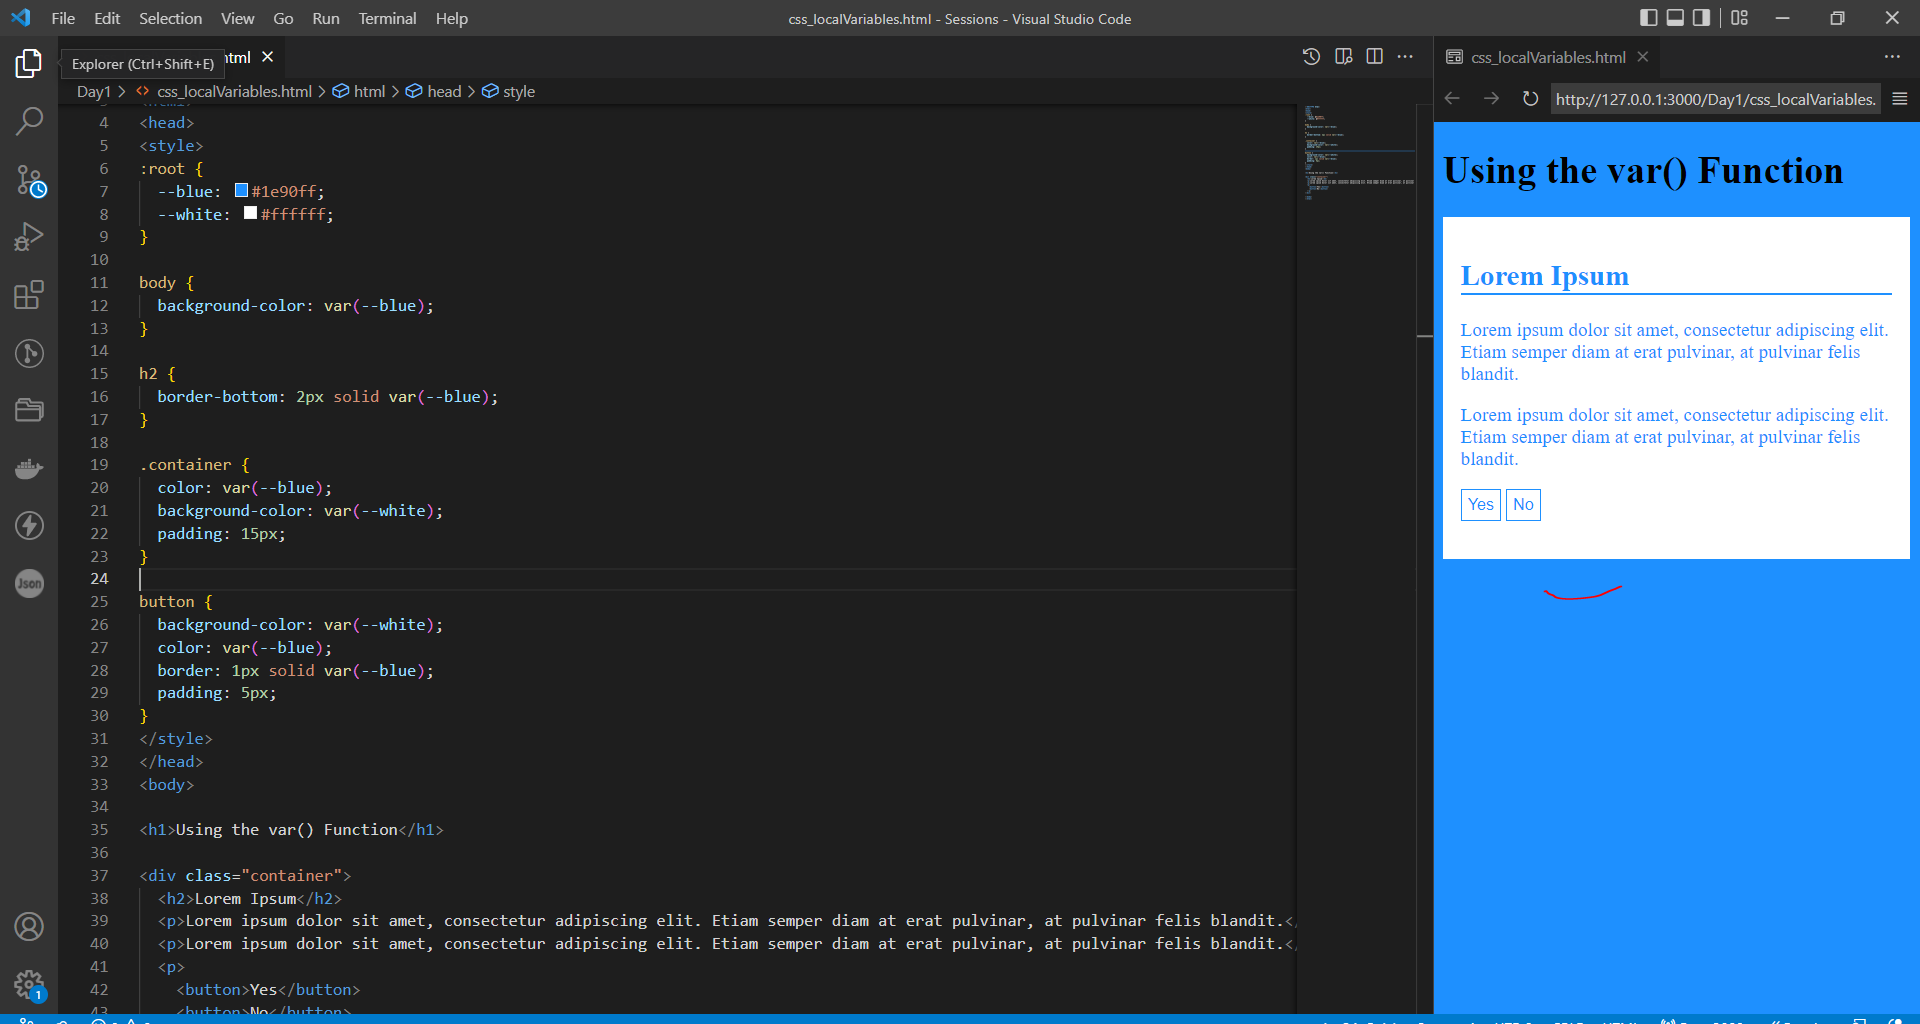 File Edit Selection View Go Run Terminal Help
css_localVariables.html - Sessions - Visual Studio Code
Explorer (Ctrl+Shift+E)
html
Day1 > css_localVariables.html > html > head > style
4 <head>
5 <style>
6 :root {
7 --blue: #1e90ff;
8 --white: #ffffff;
9 }
10
11 body {
12 background-color: var(--blue);
13 }
14
15 h2 {
16 border-bottom: 2px solid var(--blue);
17 }
18
19 .container {
20 color: var(--blue);
21 background-color: var(--white);
22 padding: 15px;
23 }
24
25 button {
26 background-color: var(--white);
27 color: var(--blue);
28 border: 1px solid var(--blue);
29 padding: 5px;
30 }
31 </style>
32 </head>
33 <body>
34
35 <h1>Using the var() Function</h1>
36
37 <div class="container">
38 <h2>Lorem Ipsum</h2>
39 <p>Lorem ipsum dolor sit amet, consectetur adipiscing elit. Etiam semper diam at erat pulvinar, at pulvinar felis blandit.<
40 <p>Lorem ipsum dolor sit amet, consectetur adipiscing elit. Etiam semper diam at erat pulvinar, at pulvinar felis blandit.<
41 <p>
42 <button>Yes</button>
43 <button>No</button>
Json
1
css_localVariables.html
http://127.0.0.1:3000/Day1/css_localVariables.
Using the var() Function
Lorem Ipsum
Lorem ipsum dolor sit amet, consectetur adipiscing elit.
Etiam semper diam at erat pulvinar, at pulvinar felis
blandit.
Lorem ipsum dolor sit amet, consectetur adipiscing elit.
Etiam semper diam at erat pulvinar, at pulvinar felis
blandit.
Yes No